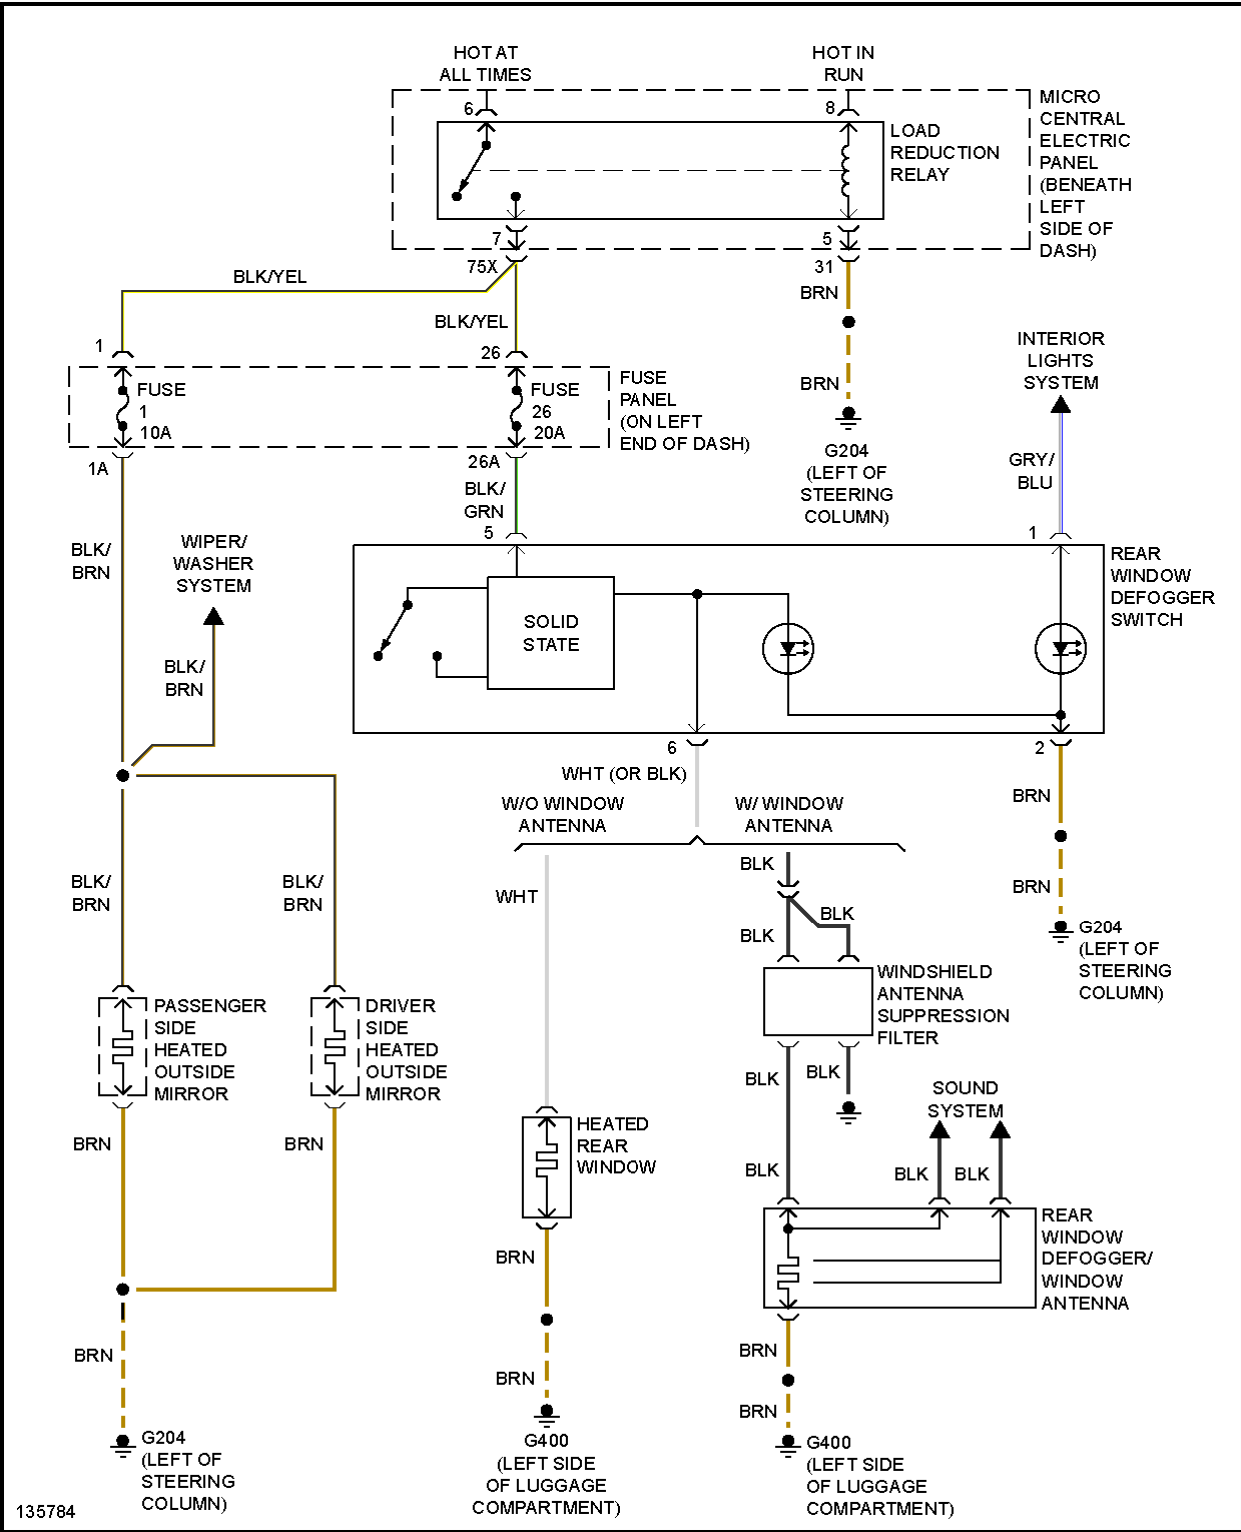 HOT AT
ALL TIMES
HOT IN
RUN
6
8
MICRO
CENTRAL
ELECTRIC
PANEL
(BENEATH
LEFT
SIDE OF
DASH)
LOAD
REDUCTION
RELAY
7
5
75X
31
BLK/YEL
BRN
BLK/YEL
1
26
INTERIOR
LIGHTS
SYSTEM
FUSE
1
10A
FUSE
26
20A
FUSE
PANEL
(ON LEFT
END OF DASH)
BRN
G204
(LEFT OF
STEERING
COLUMN)
1A
26A
BLK/
GRN
GRY/
BLU
5
1
BLK/
BRN
WIPER/
WASHER
SYSTEM
REAR
WINDOW
DEFOGGER
SWITCH
SOLID
STATE
BLK/
BRN
6
2
WHT (OR BLK)
BRN
W/O WINDOW
ANTENNA
W/ WINDOW
ANTENNA
BLK
BLK/
BRN
BLK/
BRN
WHT
BRN
BLK
BLK
G204
(LEFT OF
STEERING
COLUMN)
WINDSHIELD
ANTENNA
SUPPRESSION
FILTER
PASSENGER
SIDE
HEATED
OUTSIDE
MIRROR
DRIVER
SIDE
HEATED
OUTSIDE
MIRROR
BLK
BLK
SOUND
SYSTEM
BRN
BRN
HEATED
REAR
WINDOW
BLK
BLK
BLK
REAR
WINDOW
DEFOGGER/
WINDOW
ANTENNA
BRN
BRN
BRN
BRN
BRN
G204
(LEFT OF
STEERING
COLUMN)
G400
(LEFT SIDE
OF LUGGAGE
COMPARTMENT)
G400
(LEFT SIDE
OF LUGGAGE
COMPARTMENT)
135784